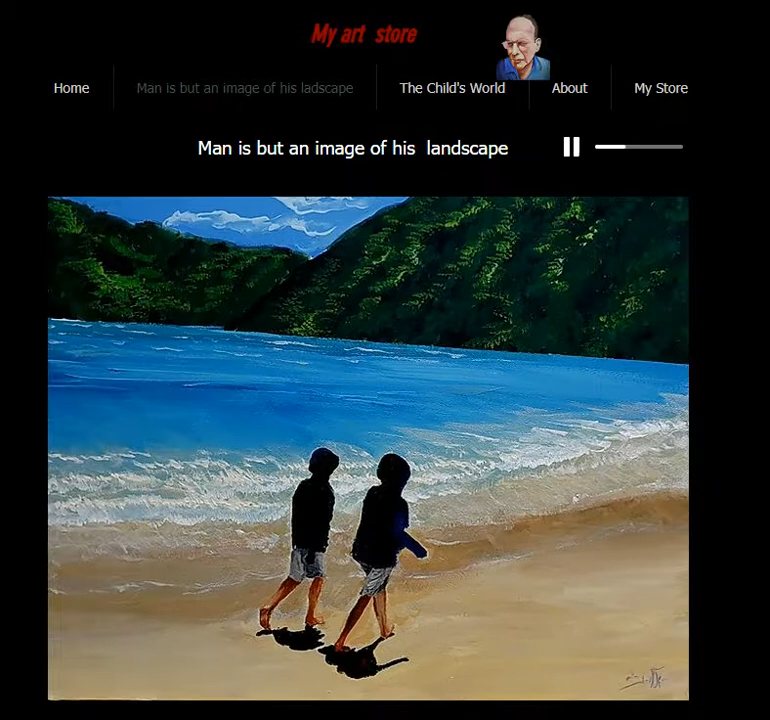 My art store
Home
Man is but an image of his ladscape
The Child's World
About
My Store
Man is but an image of his landscape